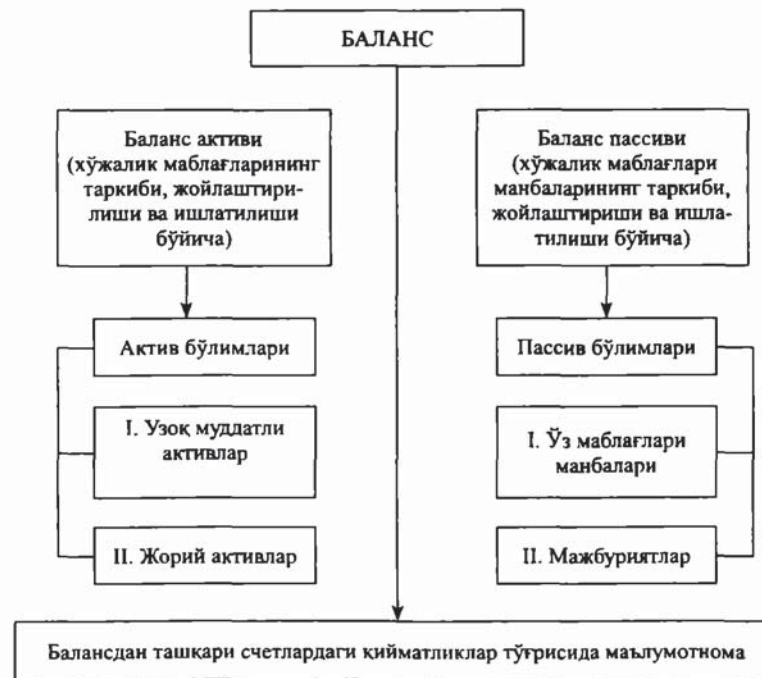 БАЛАНС
Баланс активи
(хўжалик маблағларининг
таркиби, жойлаштири-
лиши ва ишлатилиши
бўйича)
Баланс пассиви
(хўжалик маблағлари
манбаларининг таркиби,
жойлаштириши ва ишла-
тилиши бўйича)
Актив бўлимлари
Пассив бўлимлари
I. Узоқ муддатли
активлар
I. Ўз маблағлари
манбалари
II. Жорий активлар
II. Мажбуриятлар
Балансдан ташқари счетлардаги қийматликлар тўғрисида маълумотнома